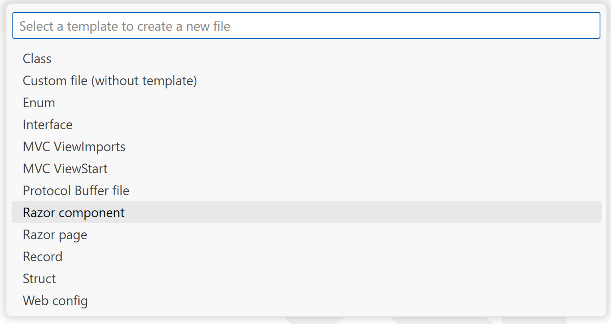 Select a template to create a new file
Class
Custom file (without template)
Enum
Interface
MVC ViewImports
MVC ViewStart
Protocol Buffer file
Razor component
Razor page
Record
Struct
Web config